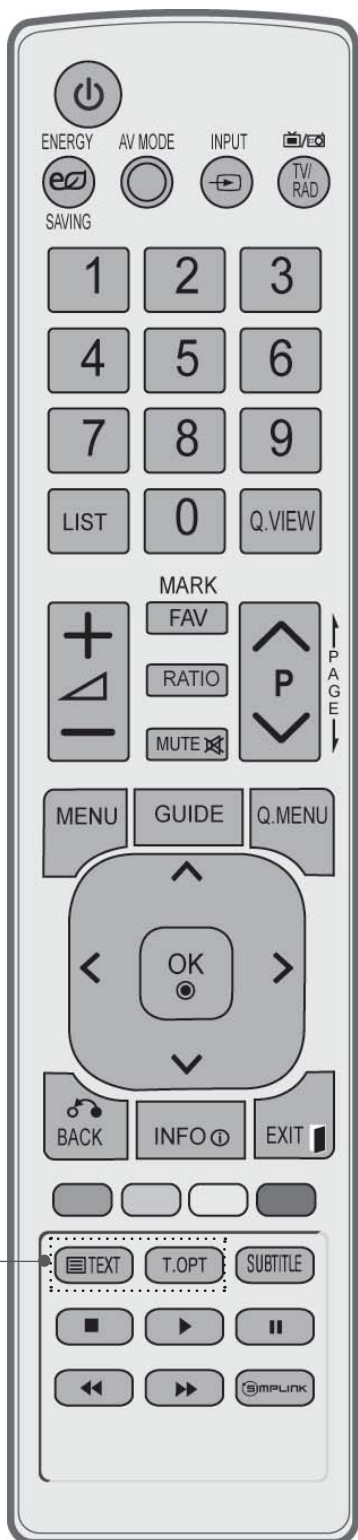 ENERGY AV MODE INPUT
TV/
RAD
SAVING
1 2 3
4 5 6
7 8 9
LIST 0 Q.VIEW
MARK
FAV
P
PAGE
RATIO
MUTE
MENU GUIDE Q.MENU
OK
BACK INFO EXIT
TEXT T.OPT SUBTITLE
SIMPLINK